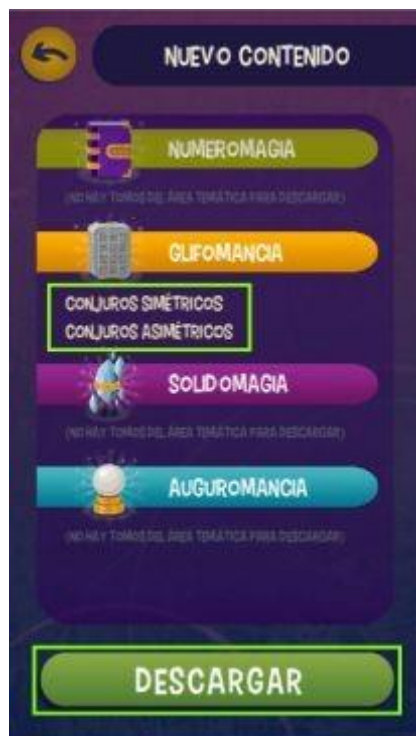 NUEVO CONTENIDO
NUMEROMAGIA
(NO HAY TOMOS DEL ÁREA TEMÁTICA PARA DESCARGAR)
GLIFOMANCIA
CONJUROS SIMÉTRICOS
CONJUROS ASIMÉTRICOS
SOLIDOMAGIA
(NO HAY TOMOS DEL ÁREA TEMÁTICA PARA DESCARGAR)
AUGUROMANCIA
(NO HAY TOMOS DEL ÁREA TEMÁTICA PARA DESCARGAR)
DESCARGAR